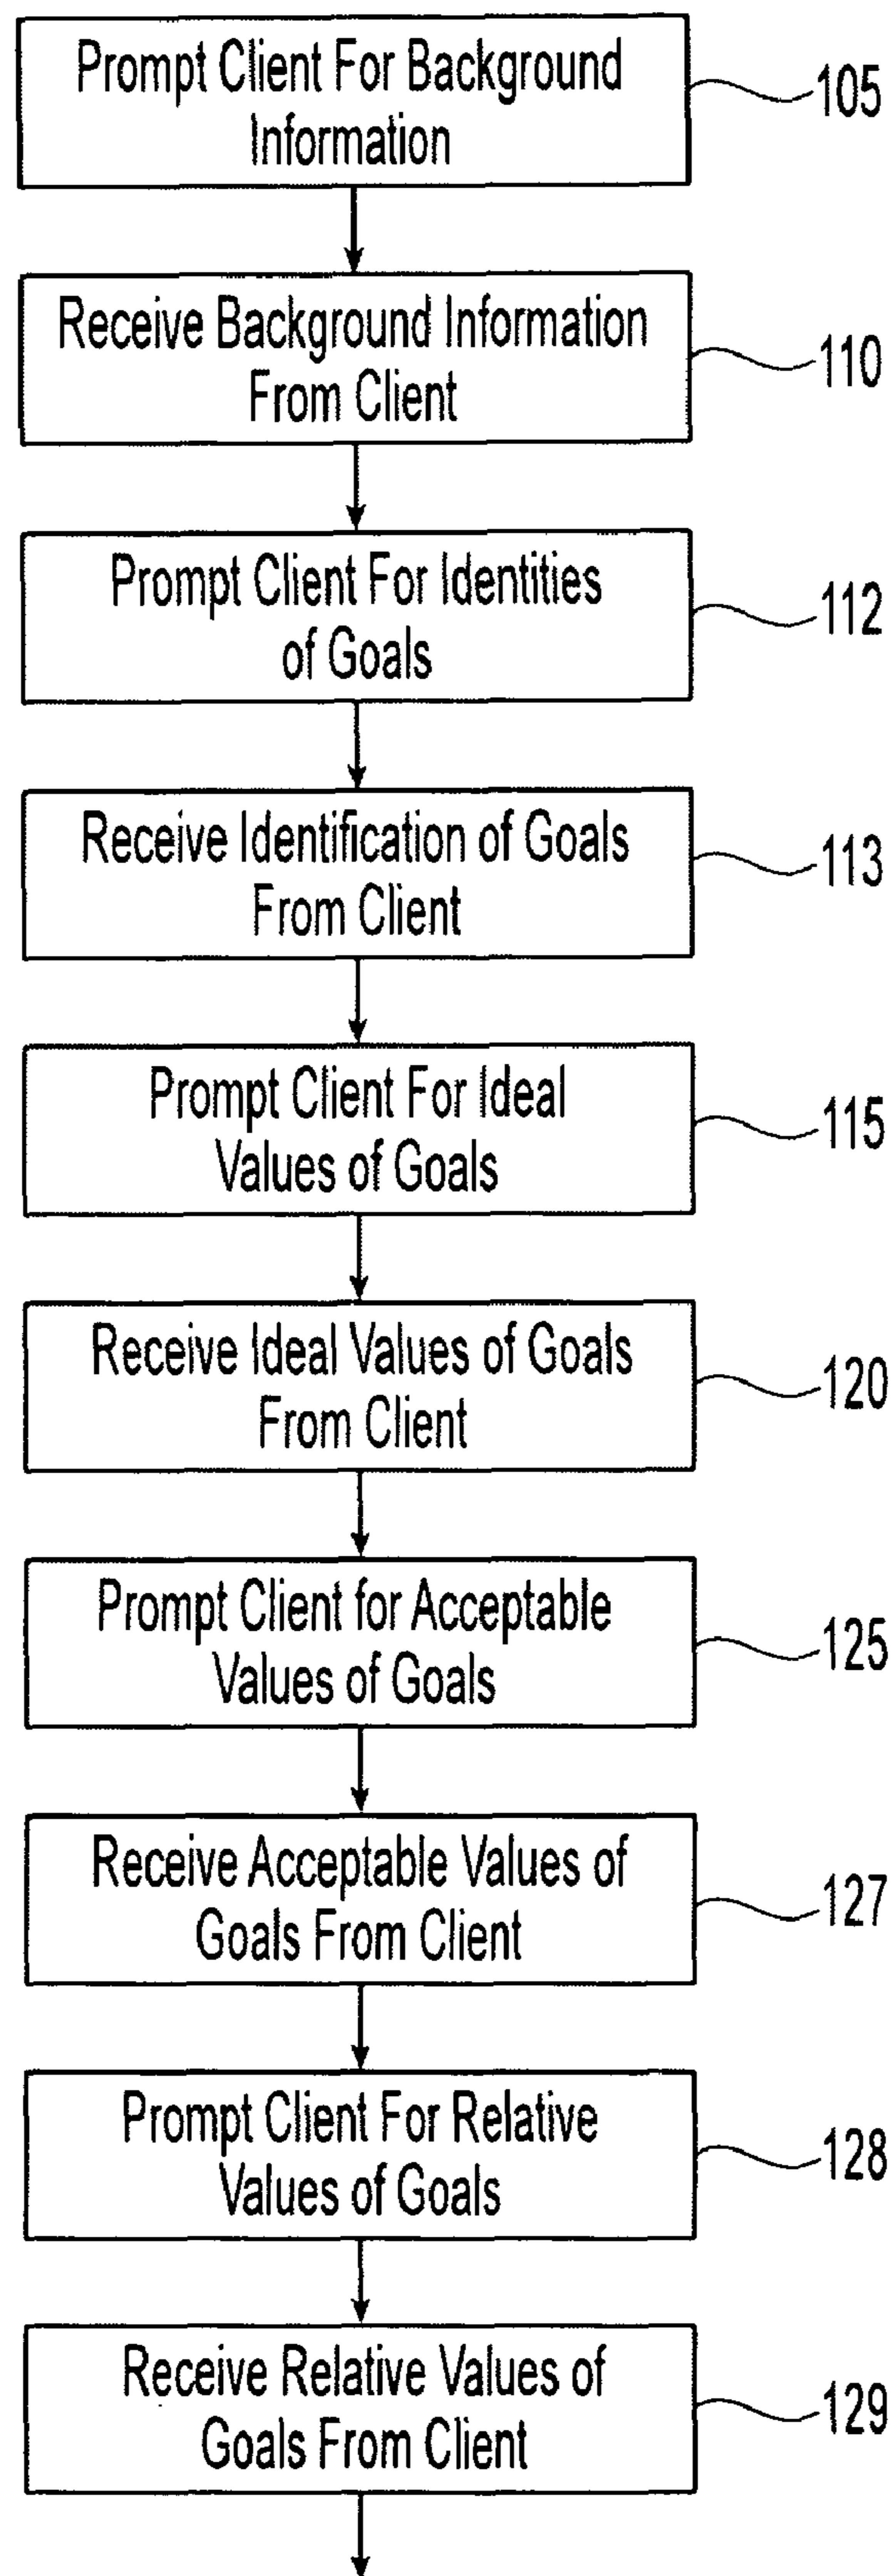 Prompt Client For Background
Information
105
Receive Background Information
From Client
110
Prompt Client For Identities
of Goals
112
Receive Identification of Goals
From Client
113
Prompt Client For Ideal
Values of Goals
115
Receive Ideal Values of Goals
From Client
120
Prompt Client for Acceptable
Values of Goals
125
Receive Acceptable Values of
Goals From Client
127
Prompt Client For Relative
Values of Goals
128
Receive Relative Values of
Goals From Client
129